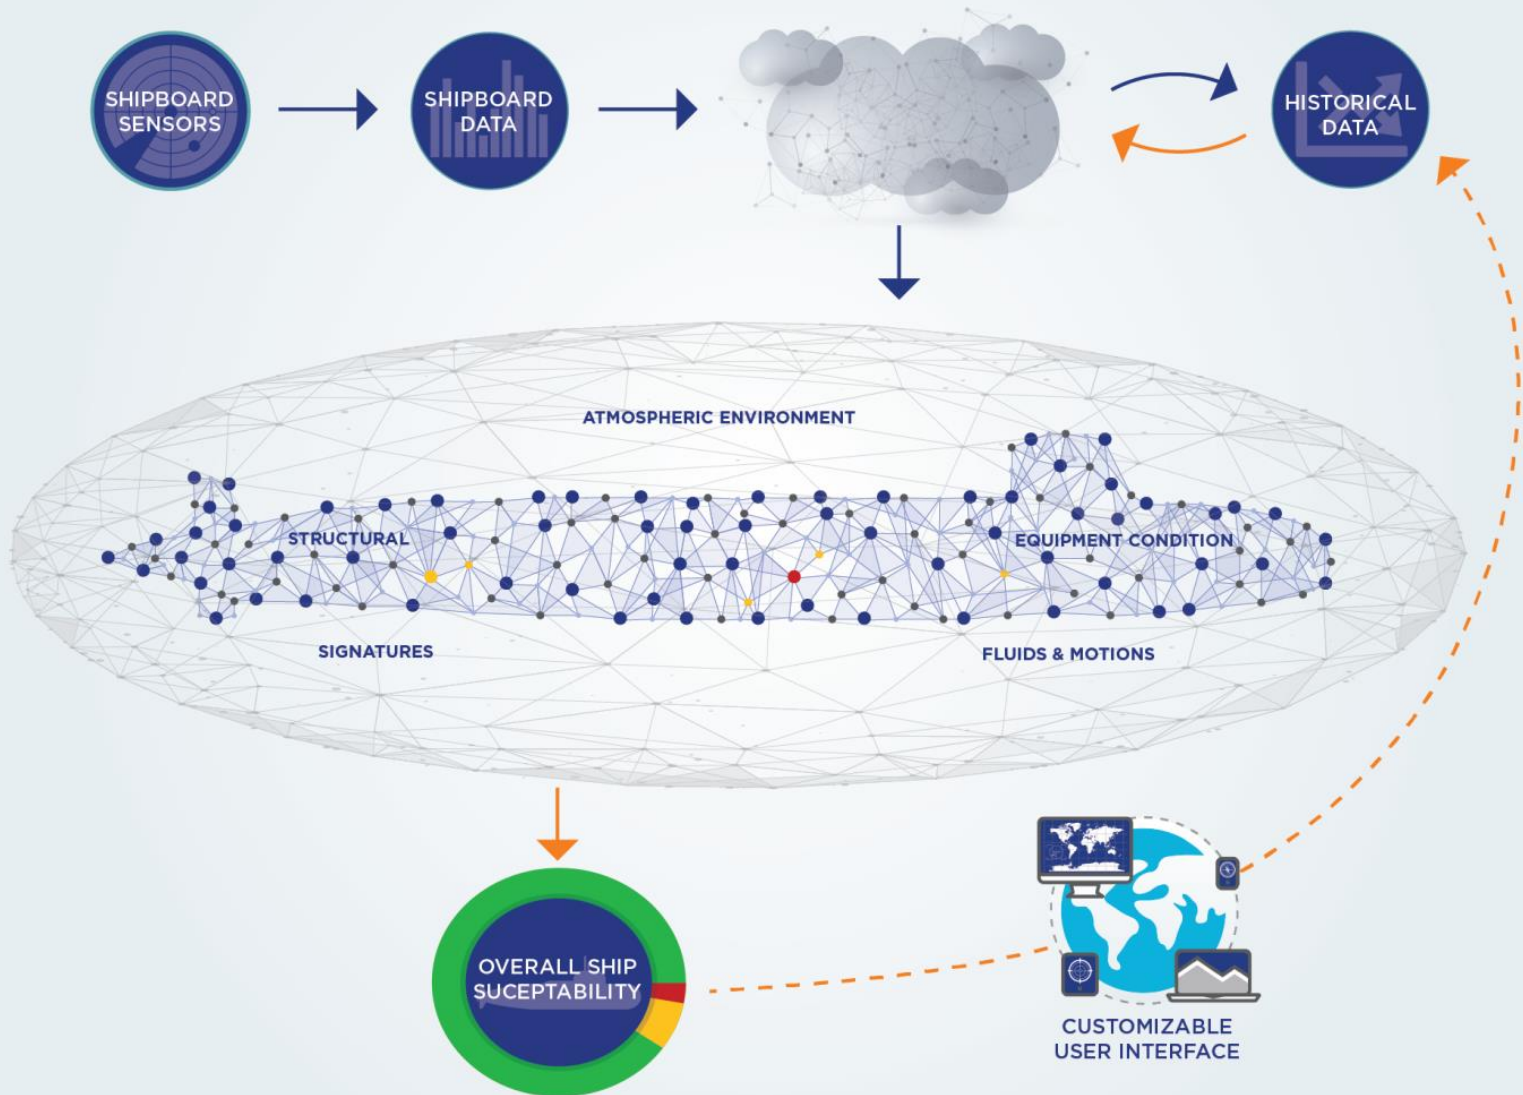 SHIPBOARD
SENSORS
SHIPBOARD
DATA
HISTORICAL
DATA
ATMOSPHERIC ENVIRONMENT
STRUCTURAL
EQUIPMENT CONDITION
SIGNATURES
FLUIDS & MOTIONS
OVERALL SHIP
SUCEPTABILITY
CUSTOMIZABLE
USER INTERFACE